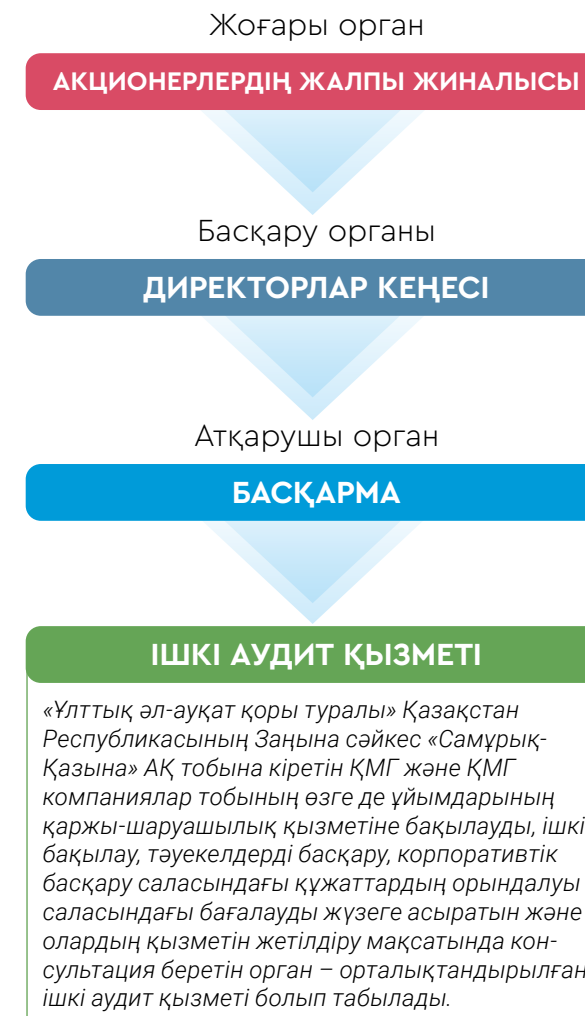 Жоғары орган
АКЦИОНЕРЛЕРДІҢ ЖАЛПЫ ЖИНАЛЫСЫ
Басқару органы
ДИРЕКТОРЛАР КЕҢЕСІ
Атқарушы орган
БАСҚАРМА
ІШКІ АУДИТ ҚЫЗМЕТІ
«Ұлттық әл-ауқат қоры туралы» Қазақстан
Республикасының Заңына сәйкес «Самұрық-
Қазына» АҚ тобына кіретін ҚМГ және ҚМГ
компаниялар тобының өзге де ұйымдарының
қаржы-шаруашылық қызметіне бақылауды, ішкі
бақылау, тәуекелдерді басқару, корпоративтік
басқару саласындағы құжаттардың орындалуы
саласындағы бағалауды жүзеге асыратын және
олардың қызметін жетілдіру мақсатында кон-
сультация беретін орган – орталықтандырылған
ішкі аудит қызметі болып табылады.